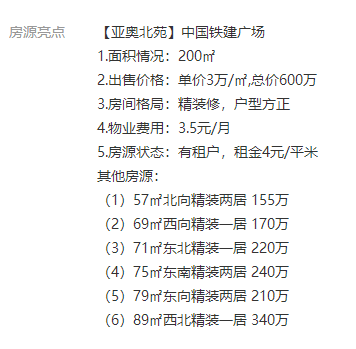 房源亮点
【亚奥北苑】中国铁建广场
1.面积情况：200㎡
2.出售价格：单价3万/㎡,总价600万
3.房间格局：精装修，户型方正
4.物业费用：3.5元/月
5.房源状态：有租户，租金4元/平米
其他房源：
（1）57㎡北向精装两居 155万
（2）69㎡西向精装一居 170万
（3）71㎡东北精装一居 220万
（4）75㎡东南精装两居 240万
（5）79㎡东向精装两居 210万
（6）89㎡西北精装一居 340万